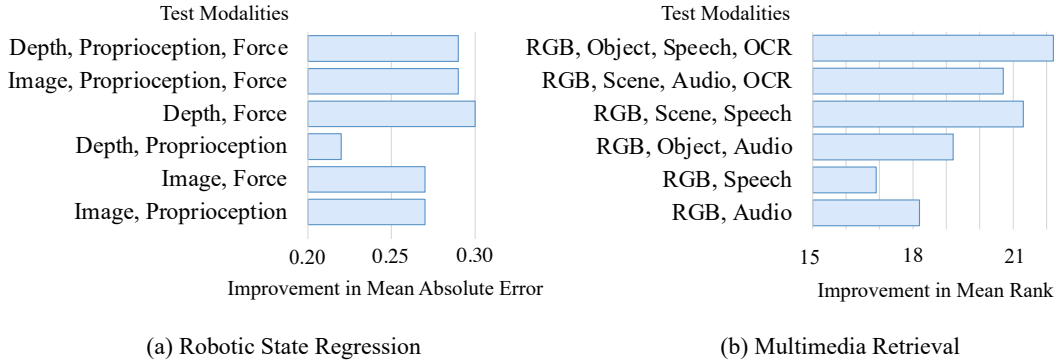 Test Modalities
Depth, Proprioception, Force
Image, Proprioception, Force
Depth, Force
Depth, Proprioception
Image, Force
Image, Proprioception
0.20 0.25 0.30
Improvement in Mean Absolute Error
(a) Robotic State Regression
Test Modalities
RGB, Object, Speech, OCR
RGB, Scene, Audio, OCR
RGB, Scene, Speech
RGB, Object, Audio
RGB, Speech
RGB, Audio
15 18 21
Improvement in Mean Rank
(b) Multimedia Retrieval